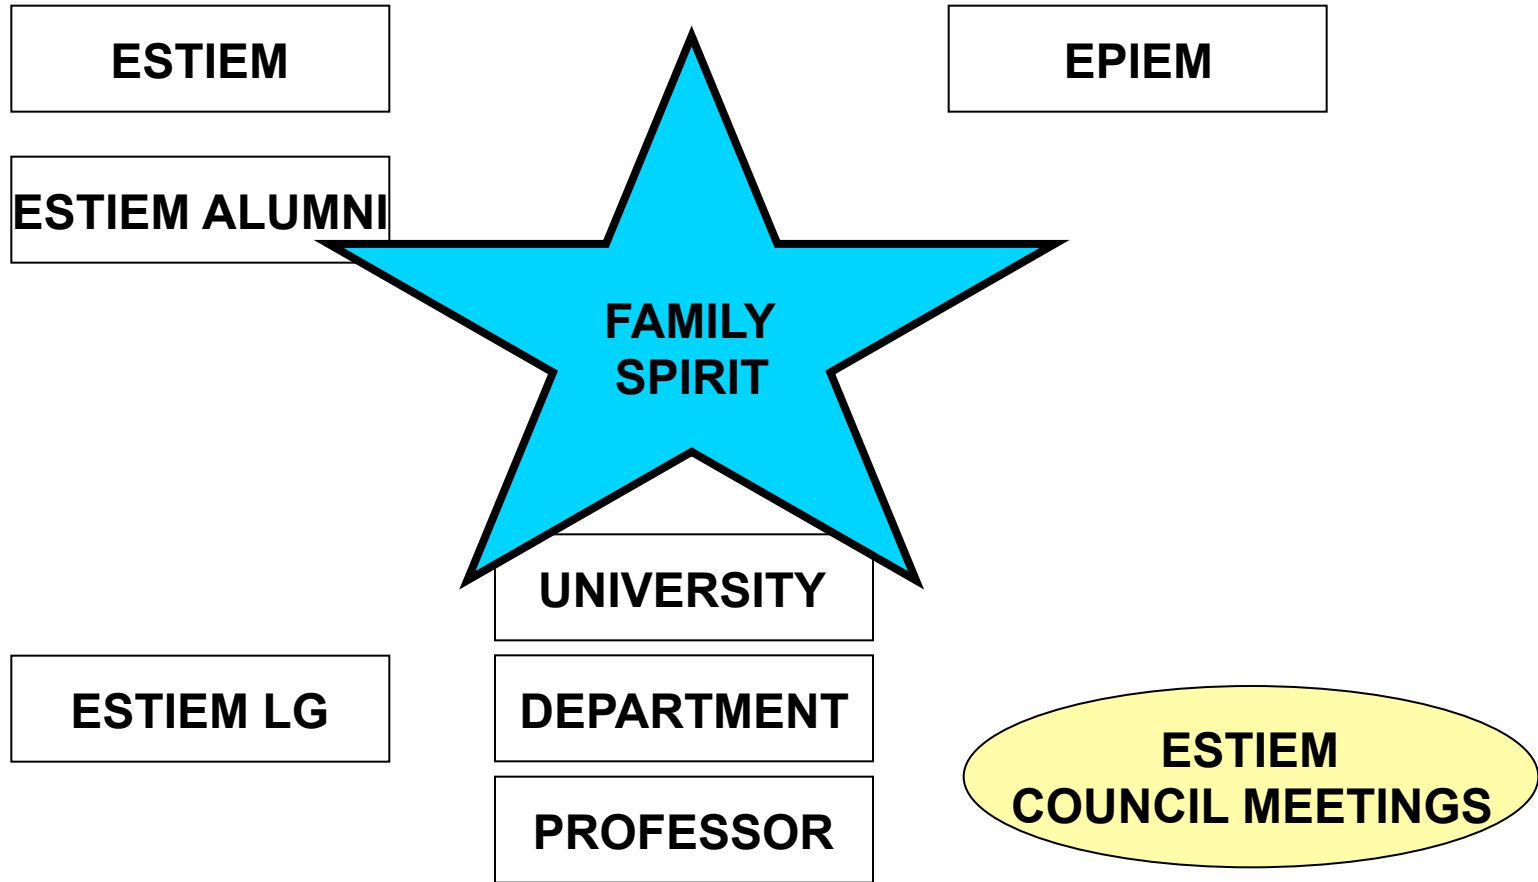 ESTIEM
EPIEM
ESTIEM ALUMNI
FAMILY
SPIRIT
UNIVERSITY
ESTIEM LG
DEPARTMENT
ESTIEM
COUNCIL MEETINGS
PROFESSOR